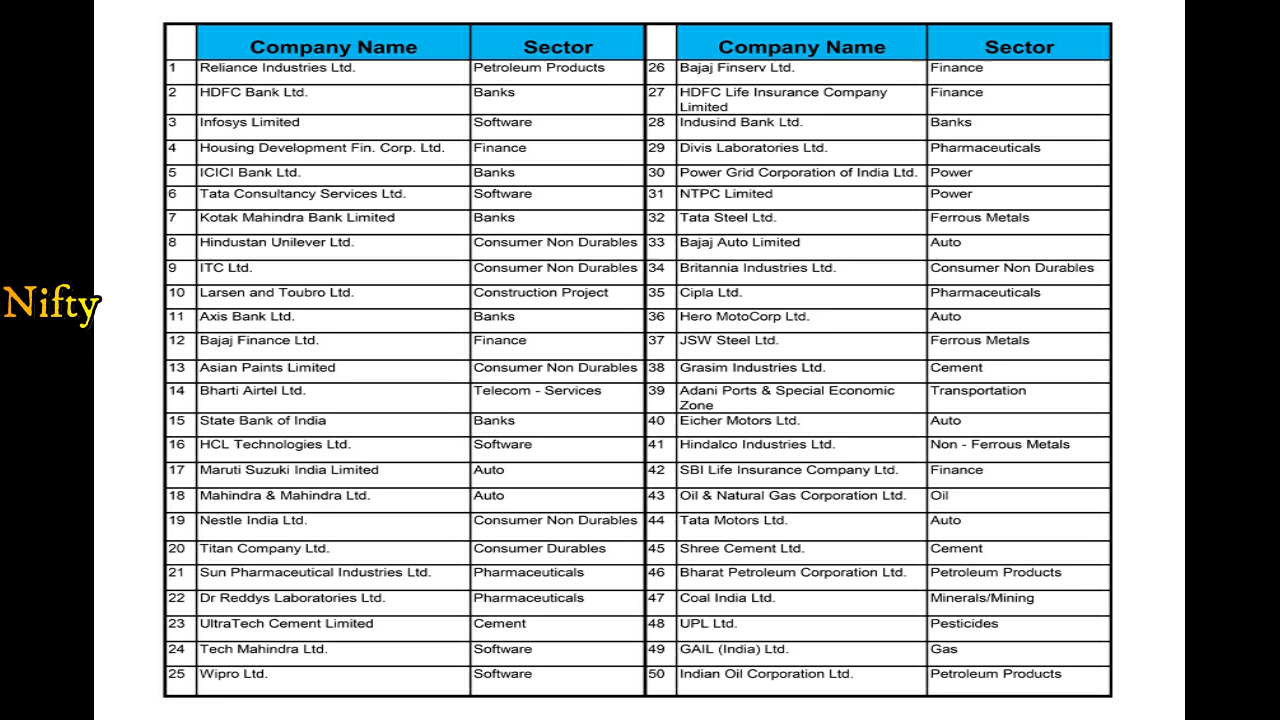 Company Name Sector Company Name Sector
1 Reliance Industries Ltd. Petroleum Products 26 Bajaj Finserv Ltd. Finance
2 HDFC Bank Ltd. Banks 27 HDFC Life Insurance Company Finance
Limited
3 Infosys Limited Software 28 Indusind Bank Ltd. Banks
4 Housing Development Fin. Corp. Ltd. Finance 29 Divis Laboratories Ltd. Pharmaceuticals
5 ICICI Bank Ltd. Banks 30 Power Grid Corporation of India Ltd. Power
6 Tata Consultancy Services Ltd. Software 31 NTPC Limited Power
7 Kotak Mahindra Bank Limited Banks 32 Tata Steel Ltd. Ferrous Metals
8 Hindustan Unilever Ltd. Consumer Non Durables 33 Bajaj Auto Limited Auto
9 ITC Ltd. Consumer Non Durables 34 Britannia Industries Ltd. Consumer Non Durables
Nifty
10 Larsen and Toubro Ltd. Construction Project 35 Cipla Ltd. Pharmaceuticals
11 Axis Bank Ltd. Banks 36 Hero MotoCorp Ltd. Auto
12 Bajaj Finance Ltd. Finance 37 JSW Steel Ltd. Ferrous Metals
13 Asian Paints Limited Consumer Non Durables 38 Grasim Industries Ltd. Cement
14 Bharti Airtel Ltd. Telecom - Services 39 Adani Ports & Special Economic Transportation
Zone
15 State Bank of India Banks 40 Eicher Motors Ltd. Auto
16 HCL Technologies Ltd. Software 41 Hindalco Industries Ltd. Non - Ferrous Metals
17 Maruti Suzuki India Limited Auto 42 SBI Life Insurance Company Ltd. Finance
18 Mahindra & Mahindra Ltd. Auto 43 Oil & Natural Gas Corporation Ltd. Oil
19 Nestle India Ltd. Consumer Non Durables 44 Tata Motors Ltd. Auto
20 Titan Company Ltd. Consumer Durables 45 Shree Cement Ltd. Cement
21 Sun Pharmaceutical Industries Ltd. Pharmaceuticals 46 Bharat Petroleum Corporation Ltd. Petroleum Products
22 Dr Reddys Laboratories Ltd. Pharmaceuticals 47 Coal India Ltd. Minerals/Mining
23 UltraTech Cement Limited Cement 48 UPL Ltd. Pesticides
24 Tech Mahindra Ltd. Software 49 GAIL (India) Ltd. Gas
25 Wipro Ltd. Software 50 Indian Oil Corporation Ltd. Petroleum Products